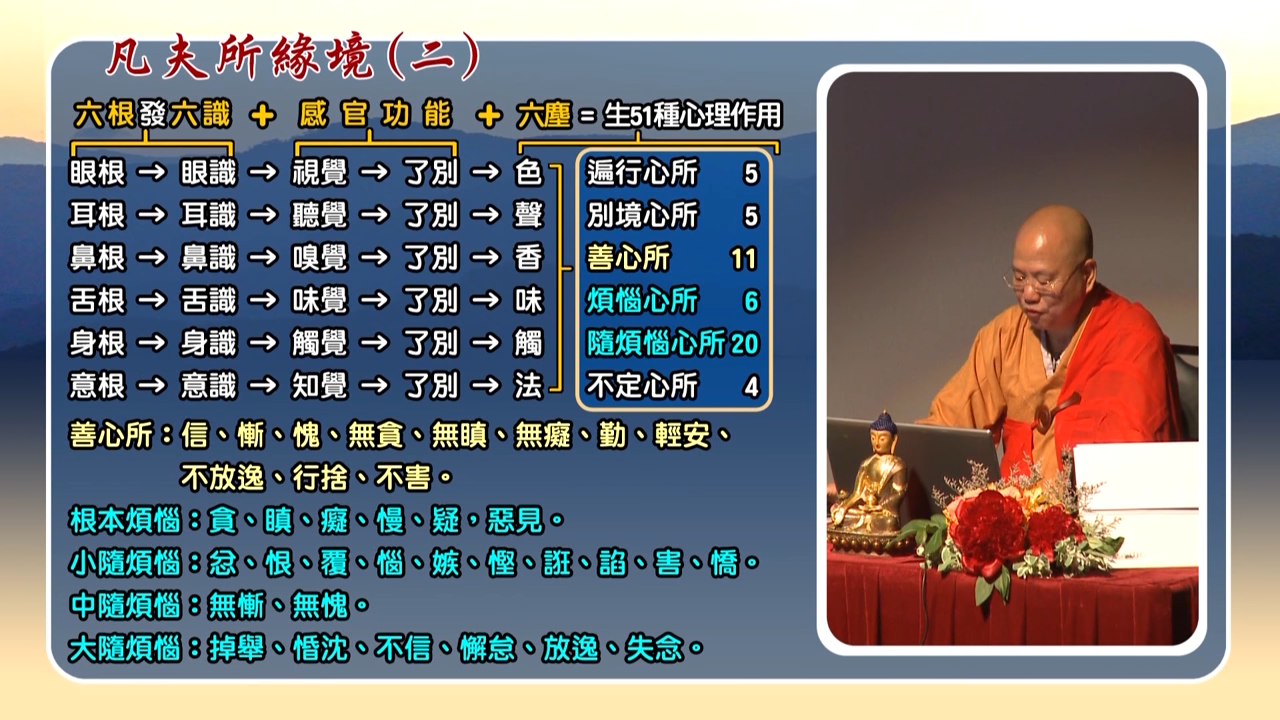 凡夫所緣境(二)
六根發六識 + 感官功能 + 六塵 = 生51種心理作用
眼根 → 眼識 → 視覺 → 了別 → 色 遍行心所 5
耳根 → 耳識 → 聽覺 → 了別 → 聲 別境心所 5
鼻根 → 鼻識 → 嗅覺 → 了別 → 香 善心所 11
舌根 → 舌識 → 味覺 → 了別 → 味 煩惱心所 6
身根 → 身識 → 觸覺 → 了別 → 觸 隨煩惱心所 20
意根 → 意識 → 知覺 → 了別 → 法 不定心所 4
善心所：信、慚、愧、無貪、無瞋、無癡、勤、輕安、
不放逸、行捨、不害。
根本煩惱：貪、瞋、癡、慢、疑，惡見。
小隨煩惱：忿、恨、覆、惱、嫉、慳、誑、諂、害、憍。
中隨煩惱：無慚、無愧。
大隨煩惱：掉舉、惛沈、不信、懈怠、放逸、失念。